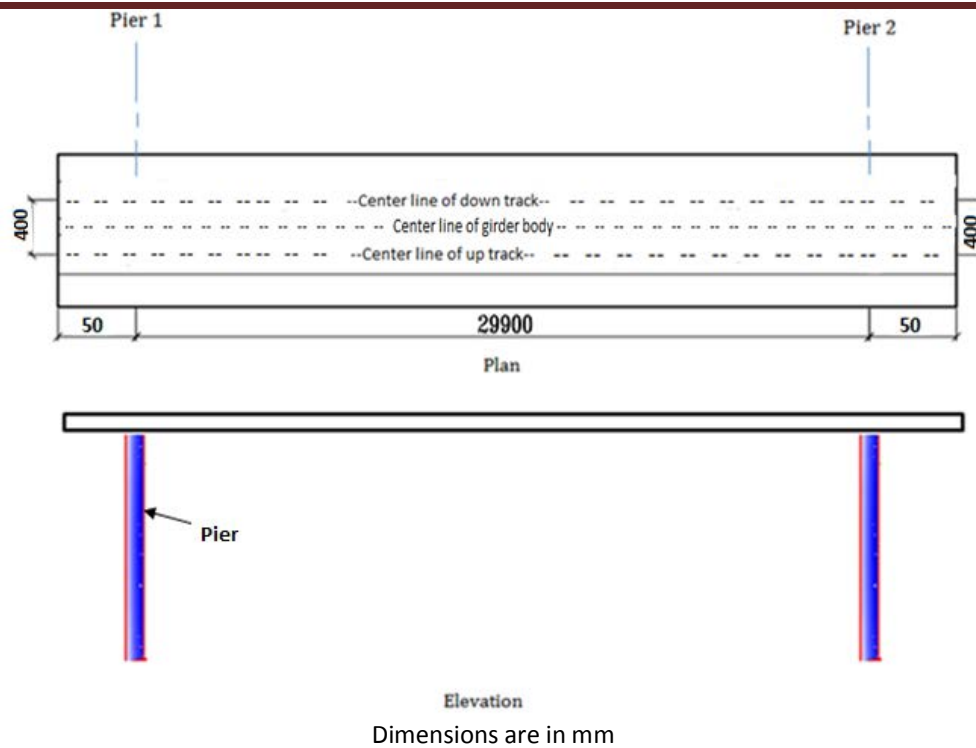 Pier 1
Pier 2
--Center line of down track--
400
Center line of girder body
400
--Center line of up track--
50
29900
50
Plan
Pier
Elevation
Dimensions are in mm